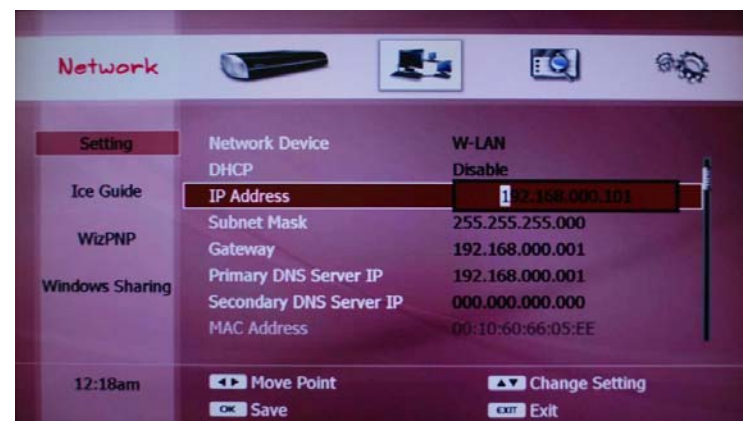 Network
Setting
Ice Guide
WizPNP
Windows Sharing
12:18am
Network Device W-LAN
DHCP Disable
IP Address 192.168.000.101
Subnet Mask 255.255.255.000
Gateway 192.168.000.001
Primary DNS Server IP 192.168.000.001
Secondary DNS Server IP 000.000.000.000
MAC Address 00:10:60:66:05:EE
◄► Move Point ▲▼ Change Setting
OK Save EXIT Exit